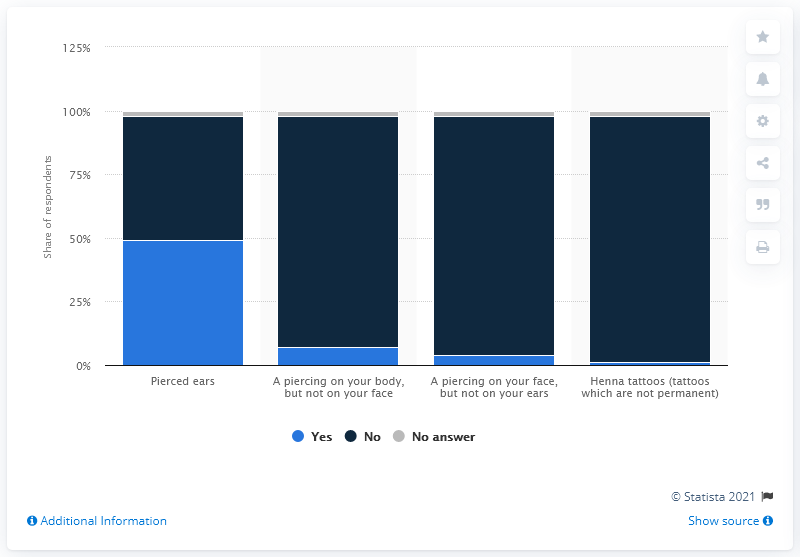 125%
100%
75%
50%
25%
0%
Share of respondents
Pierced ears
A piercing on your body,
but not on your face
A piercing on your face,
but not on your ears
Henna tattoos (tattoos
which are not permanent)
Yes
No
No answer
© Statista 2021
Additional Information
Show source